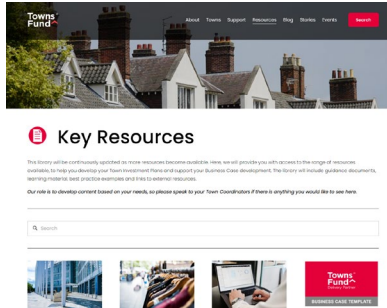 Towns
Fund
About Towns Support Resources Blog Stories Events Search
Key Resources
This library will be continuously updated as more resources become available. Here, we will provide you with access to the range of resources
available, to help you develop your Town Investment Plans and support your Business Case development. The library will include guidance documents,
learning material, best practice examples and links to external resources.
Our role is to develop content based on your needs, so please speak to your Town Coordinators if there is anything you would like to see here.
Search
Towns
Fund
Delivery Partner
BUSINESS CASE TEMPLATE